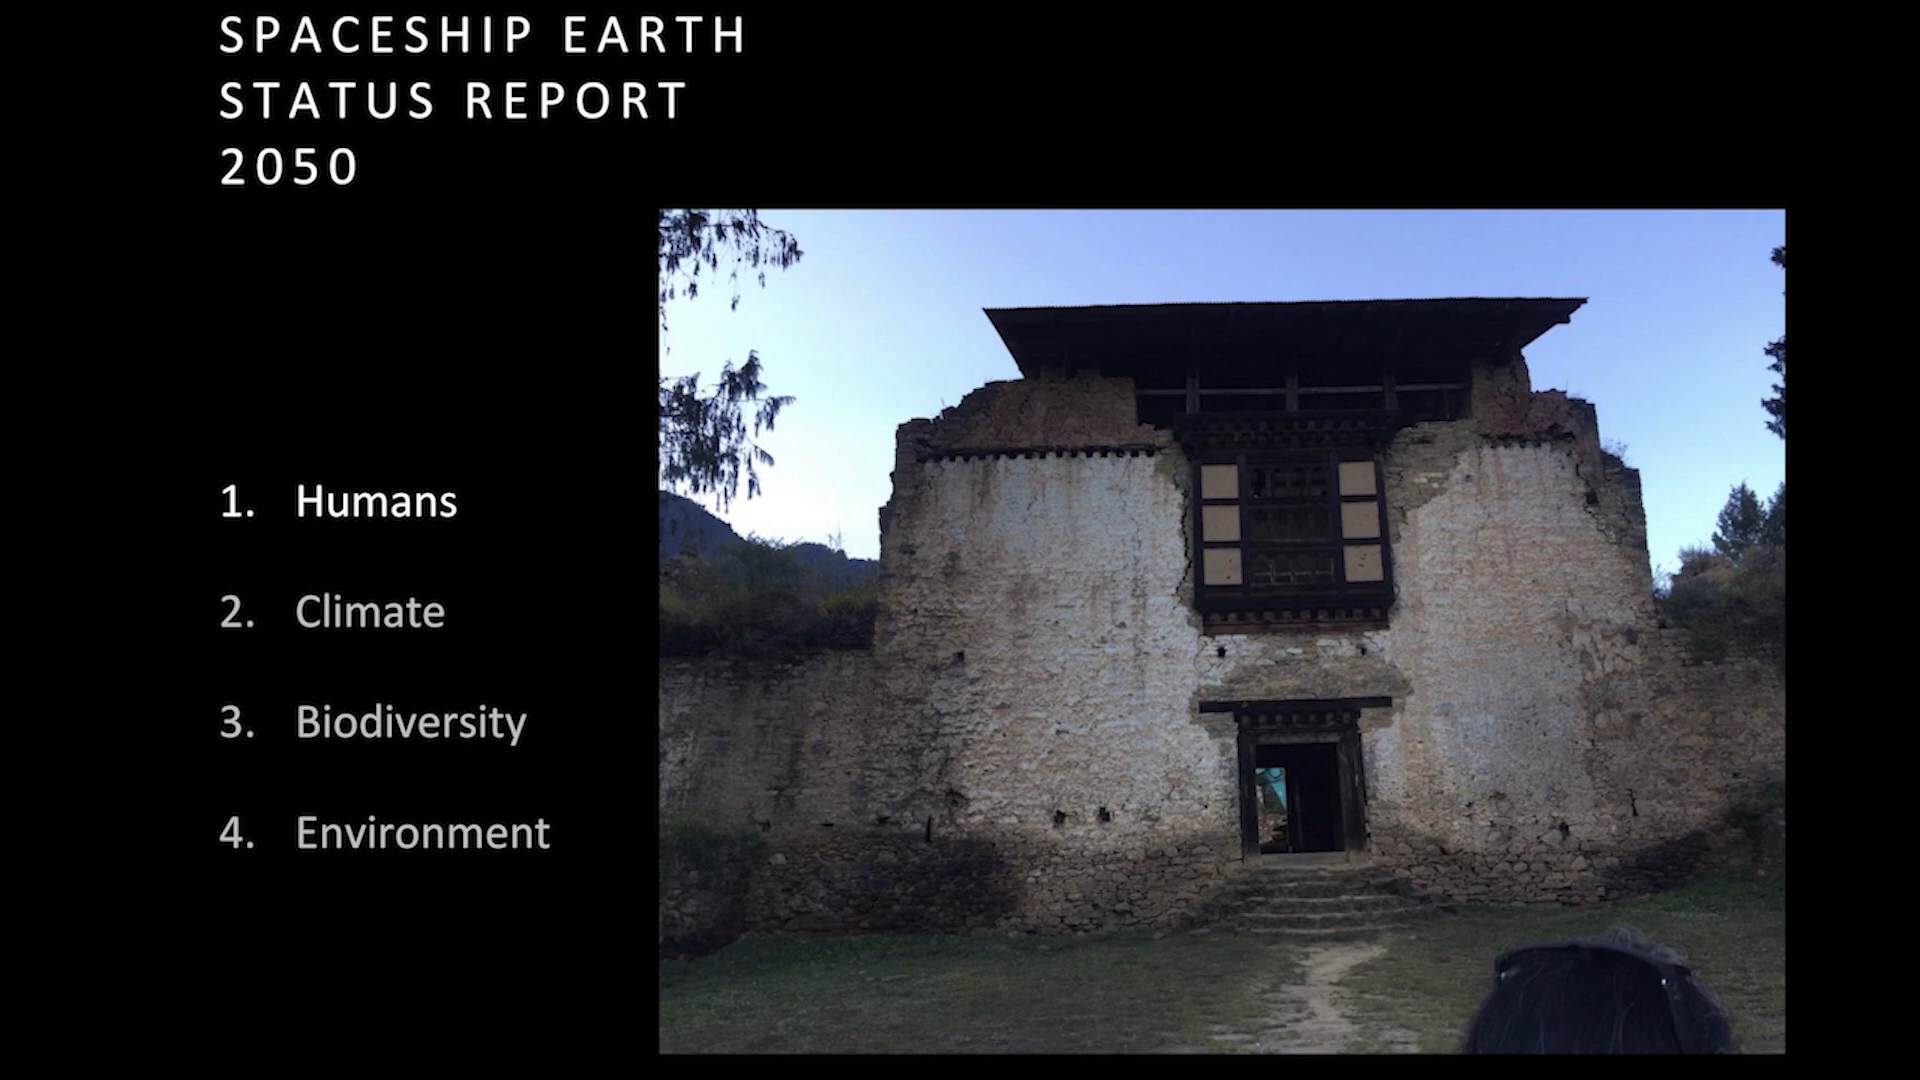 SPACESHIP EARTH
STATUS REPORT
2050
1. Humans
2. Climate
3. Biodiversity
4. Environment